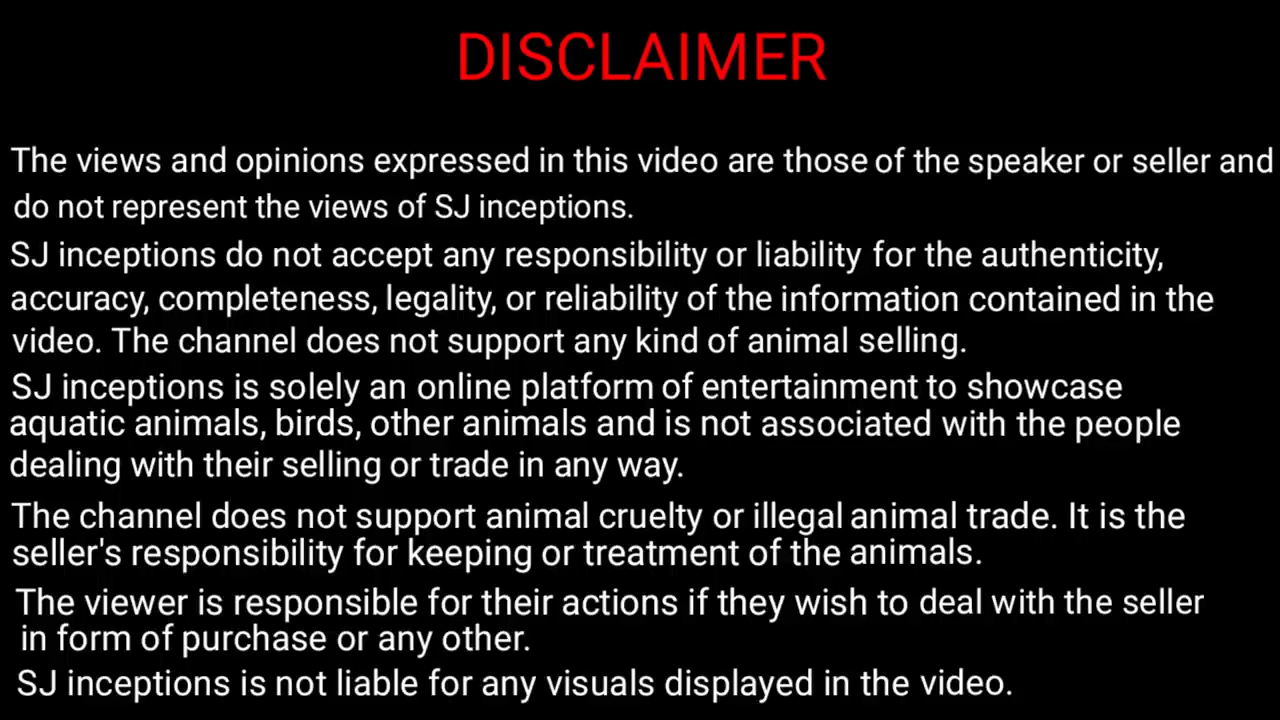 DISCLAIMER
The views and opinions expressed in this video are those of the speaker or seller and
do not represent the views of SJ inceptions.
SJ inceptions do not accept any responsibility or liability for the authenticity,
accuracy, completeness, legality, or reliability of the information contained in the
video. The channel does not support any kind of animal selling.
SJ inceptions is solely an online platform of entertainment to showcase
aquatic animals, birds, other animals and is not associated with the people
dealing with their selling or trade in any way.
The channel does not support animal cruelty or illegal animal trade. It is the
seller's responsibility for keeping or treatment of the animals.
The viewer is responsible for their actions if they wish to deal with the seller
in form of purchase or any other.
SJ inceptions is not liable for any visuals displayed in the video.